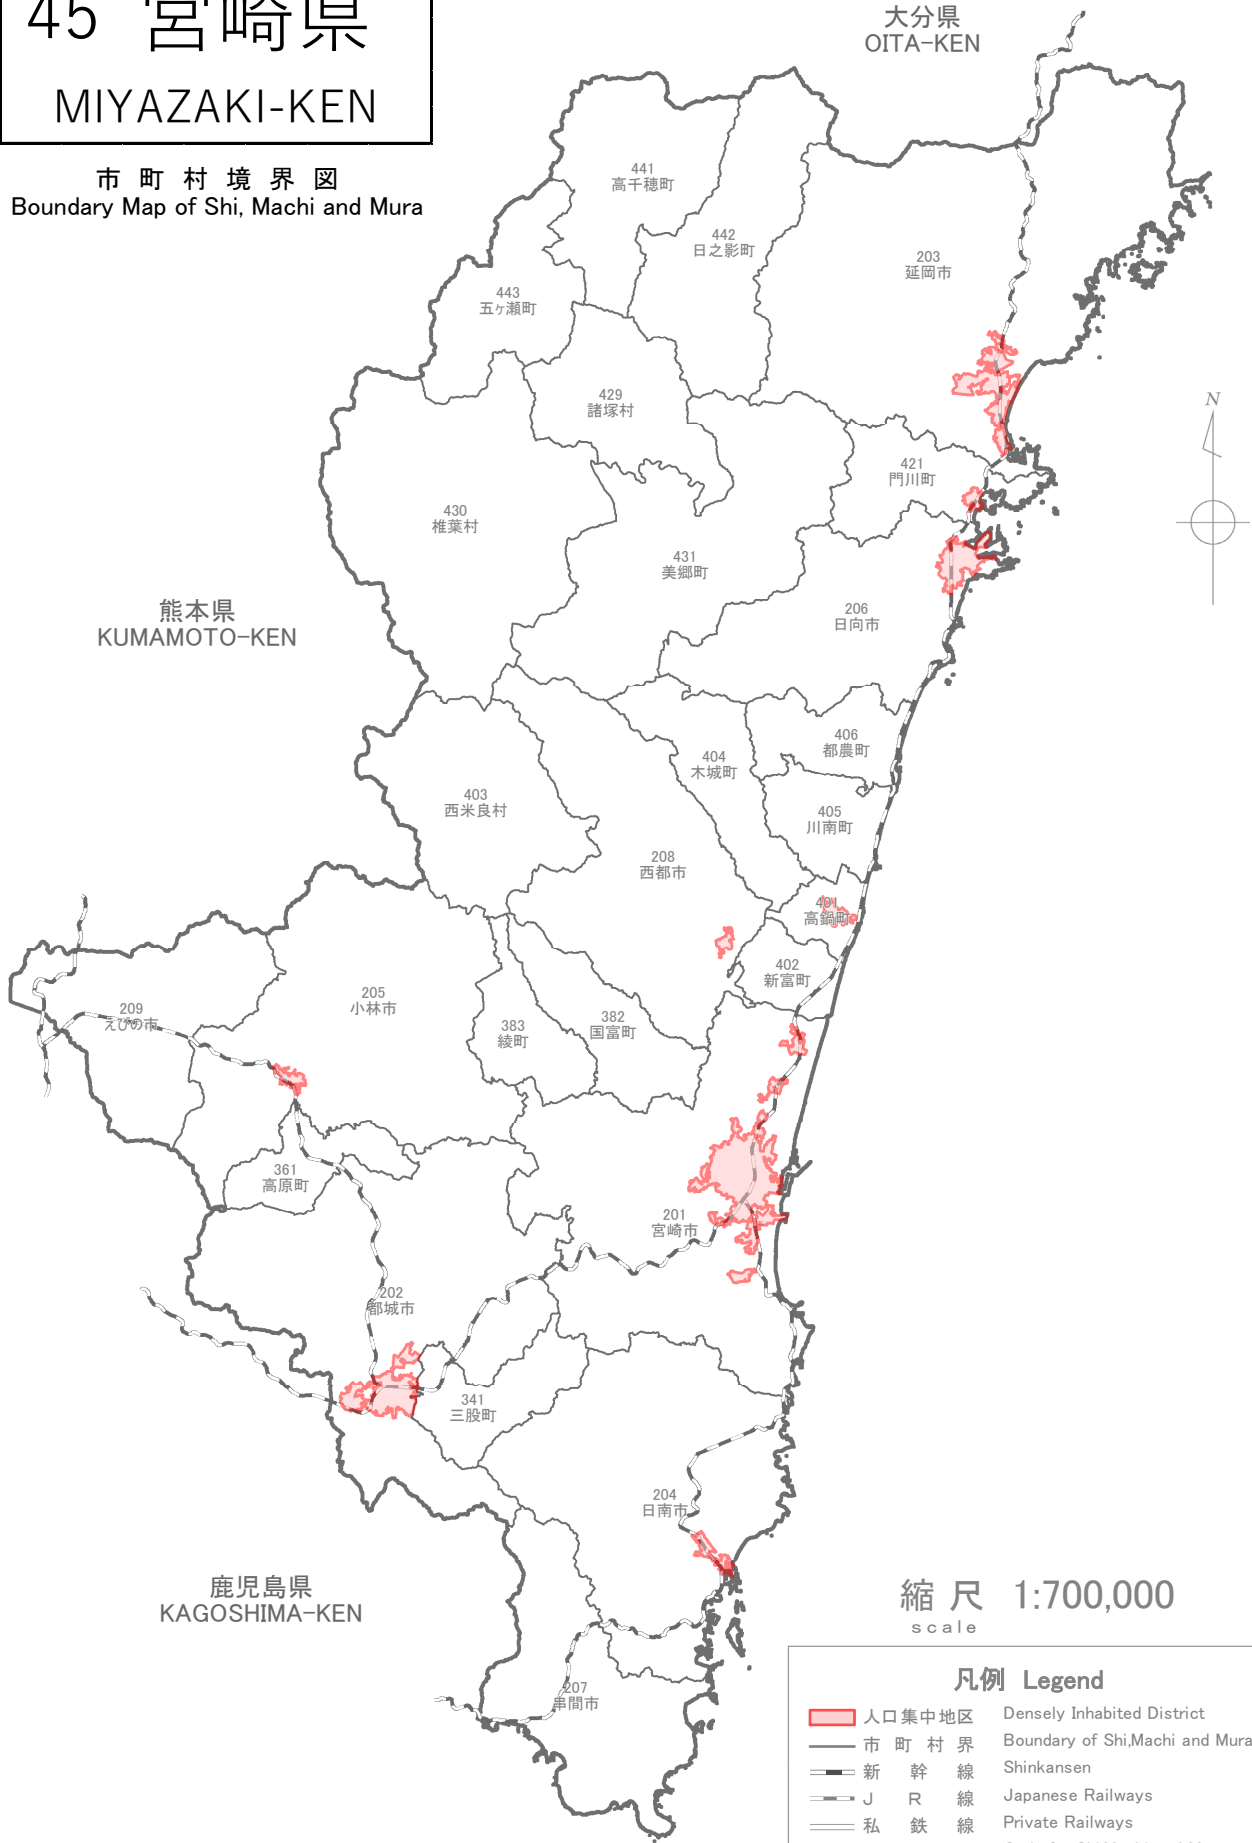 45 宮崎県
MIYAZAKI-KEN
市町村境界図
Boundary Map of Shi, Machi and Mura
大分県
OITA-KEN
441
高千穂町
442
日之影町
203
延岡市
443
五ヶ瀬町
429
諸塚村
N
421
門川町
430
椎葉村
431
美郷町
206
日向市
熊本県
KUMAMOTO-KEN
406
都農町
404
木城町
403
西米良村
405
川南町
208
西都市
401
高鍋町
402
新富町
205
小林市
209
えびの市
382
国富町
383
綾町
361
高原町
201
宮崎市
202
都城市
341
三股町
204
日南市
鹿児島県
KAGOSHIMA-KEN
縮尺 1:700,000
scale
207
串間市
凡例 Legend
人口集中地区 Densely Inhabited District
市町村界 Boundary of Shi,Machi and Mura
新幹線 Shinkansen
JR線 Japanese Railways
私鉄線 Private Railways